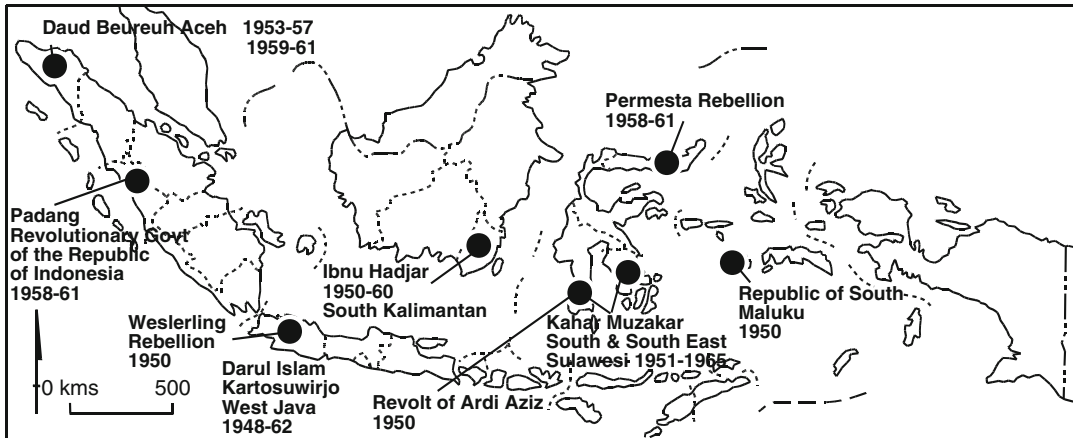 Daud Beureuh Aceh 1953-57
1959-61
Permesta Rebellion
1958-61
Padang
Revolutionary Govt
of the Republic
of Indonesia
1958-61
Ibnu Hadjar
1950-60
South Kalimantan
Republic of South
Maluku
1950
Weslerling
Rebellion
1950
Kahar Muzakar
South & South East
Sulawesi 1951-1965
Darul Islam
Kartosuwirjo
West Java
1948-62
Revolt of Ardi Aziz
1950
0 kms 500